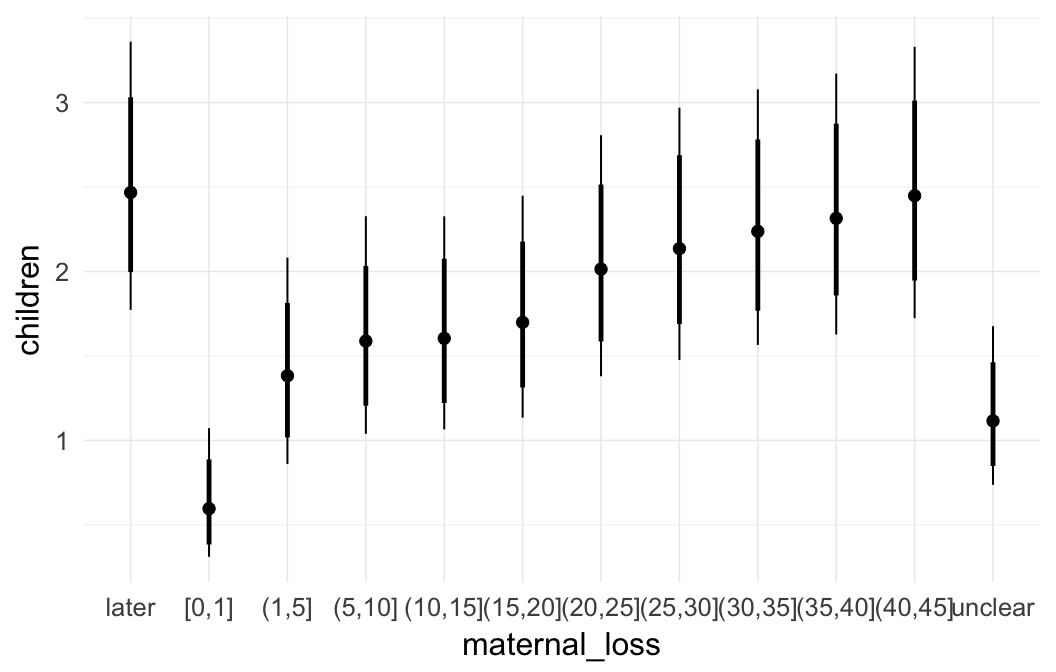 3
2
1
children
later [0,1] (1,5] (5,10] (10,15] (15,20] (20,25] (25,30] (30,35] (35,40] (40,45] unclear
maternal_loss